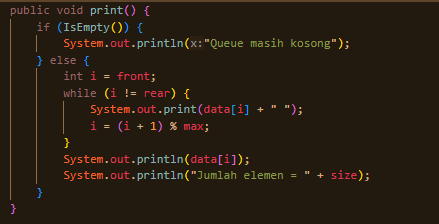 public void print() {
    if (IsEmpty()) {
        System.out.println(x:"Queue masih kosong");
    } else {
        int i = front;
        while (i != rear) {
            System.out.print(data[i] + " ");
            i = (i + 1) % max;
        }
        System.out.println(data[i]);
        System.out.println("Jumlah elemen = " + size);
    }
}